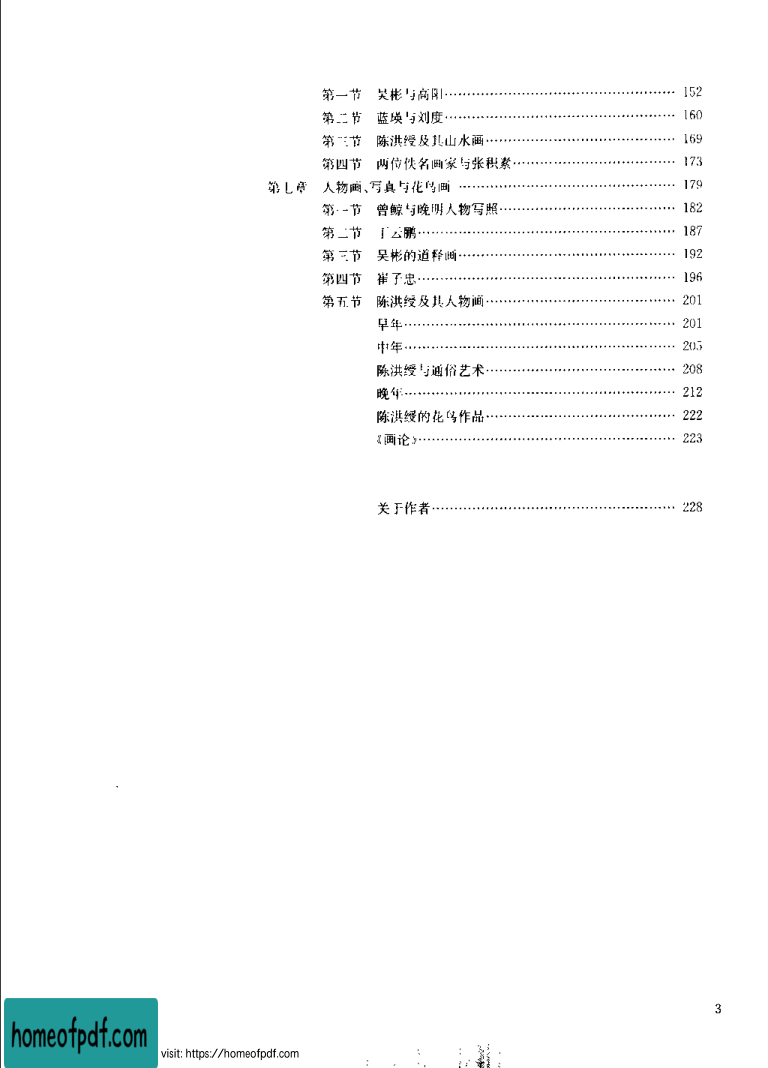 第一节 吴彬与高阳…………………………………………… 152
第二节 蓝瑛与刘度…………………………………………… 160
第三节 陈洪绶及其山水画…………………………………… 169
第四节 两位佚名画家与张积素……………………………… 173
第七章 人物画、写真与花鸟画 ………………………………………… 179
第一节 曾鲸与晚明人物写照………………………………… 182
第二节 丁云鹏………………………………………………… 187
第三节 吴彬的道释画………………………………………… 192
第四节 崔子忠………………………………………………… 196
第五节 陈洪绶及其人物画…………………………………… 201
早年…………………………………………………… 201
中年…………………………………………………… 205
陈洪绶与通俗艺术…………………………………… 208
晚年…………………………………………………… 212
陈洪绶的花鸟作品…………………………………… 222
《画论》………………………………………………… 223
关于作者……………………………………………… 228
3
homeofpdf.com
visit: https://homeofpdf.com